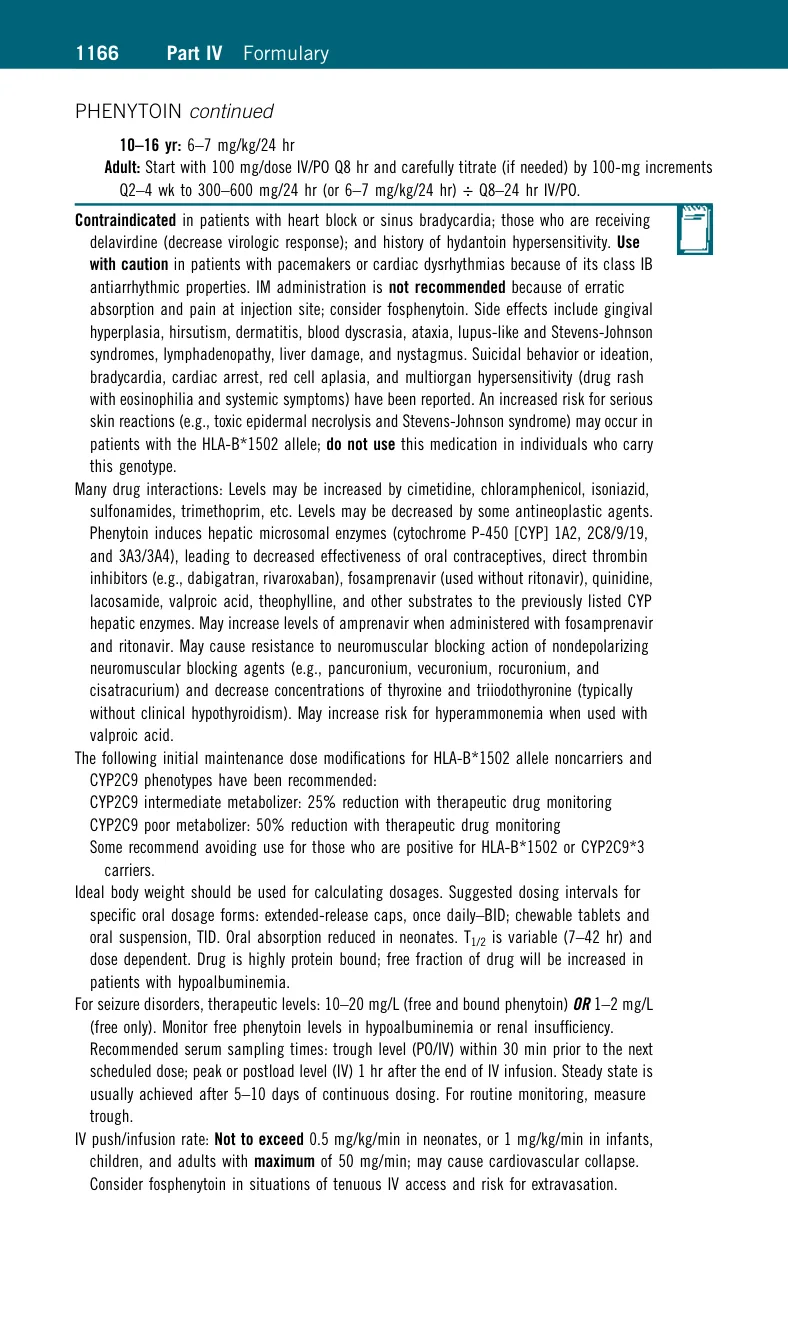 1166 Part IV Formulary
PHENYTOIN continued
10–16 yr: 6–7 mg/kg/24 hr
Adult: Start with 100 mg/dose IV/PO Q8 hr and carefully titrate (if needed) by 100-mg increments
Q2–4 wk to 300–600 mg/24 hr (or 6–7 mg/kg/24 hr) ÷ Q8–24 hr IV/PO.
Contraindicated in patients with heart block or sinus bradycardia; those who are receiving
delavirdine (decrease virologic response); and history of hydantoin hypersensitivity. Use
with caution in patients with pacemakers or cardiac dysrhythmias because of its class IB
antiarrhythmic properties. IM administration is not recommended because of erratic
absorption and pain at injection site; consider fosphenytoin. Side effects include gingival
hyperplasia, hirsutism, dermatitis, blood dyscrasia, ataxia, lupus-like and Stevens-Johnson
syndromes, lymphadenopathy, liver damage, and nystagmus. Suicidal behavior or ideation,
bradycardia, cardiac arrest, red cell aplasia, and multiorgan hypersensitivity (drug rash
with eosinophilia and systemic symptoms) have been reported. An increased risk for serious
skin reactions (e.g., toxic epidermal necrolysis and Stevens-Johnson syndrome) may occur in
patients with the HLA-B*1502 allele; do not use this medication in individuals who carry
this genotype.
Many drug interactions: Levels may be increased by cimetidine, chloramphenicol, isoniazid,
sulfonamides, trimethoprim, etc. Levels may be decreased by some antineoplastic agents.
Phenytoin induces hepatic microsomal enzymes (cytochrome P-450 [CYP] 1A2, 2C8/9/19,
and 3A3/3A4), leading to decreased effectiveness of oral contraceptives, direct thrombin
inhibitors (e.g., dabigatran, rivaroxaban), fosamprenavir (used without ritonavir), quinidine,
lacosamide, valproic acid, theophylline, and other substrates to the previously listed CYP
hepatic enzymes. May increase levels of amprenavir when administered with fosamprenavir
and ritonavir. May cause resistance to neuromuscular blocking action of nondepolarizing
neuromuscular blocking agents (e.g., pancuronium, vecuronium, rocuronium, and
cisatracurium) and decrease concentrations of thyroxine and triiodothyronine (typically
without clinical hypothyroidism). May increase risk for hyperammonemia when used with
valproic acid.
The following initial maintenance dose modifications for HLA-B*1502 allele noncarriers and
CYP2C9 phenotypes have been recommended:
CYP2C9 intermediate metabolizer: 25% reduction with therapeutic drug monitoring
CYP2C9 poor metabolizer: 50% reduction with therapeutic drug monitoring
Some recommend avoiding use for those who are positive for HLA-B*1502 or CYP2C9*3
carriers.
Ideal body weight should be used for calculating dosages. Suggested dosing intervals for
specific oral dosage forms: extended-release caps, once daily–BID; chewable tablets and
oral suspension, TID. Oral absorption reduced in neonates. T1/2 is variable (7–42 hr) and
dose dependent. Drug is highly protein bound; free fraction of drug will be increased in
patients with hypoalbuminemia.
For seizure disorders, therapeutic levels: 10–20 mg/L (free and bound phenytoin) OR 1–2 mg/L
(free only). Monitor free phenytoin levels in hypoalbuminemia or renal insufficiency.
Recommended serum sampling times: trough level (PO/IV) within 30 min prior to the next
scheduled dose; peak or postload level (IV) 1 hr after the end of IV infusion. Steady state is
usually achieved after 5–10 days of continuous dosing. For routine monitoring, measure
trough.
IV push/infusion rate: Not to exceed 0.5 mg/kg/min in neonates, or 1 mg/kg/min in infants,
children, and adults with maximum of 50 mg/min; may cause cardiovascular collapse.
Consider fosphenytoin in situations of tenuous IV access and risk for extravasation.